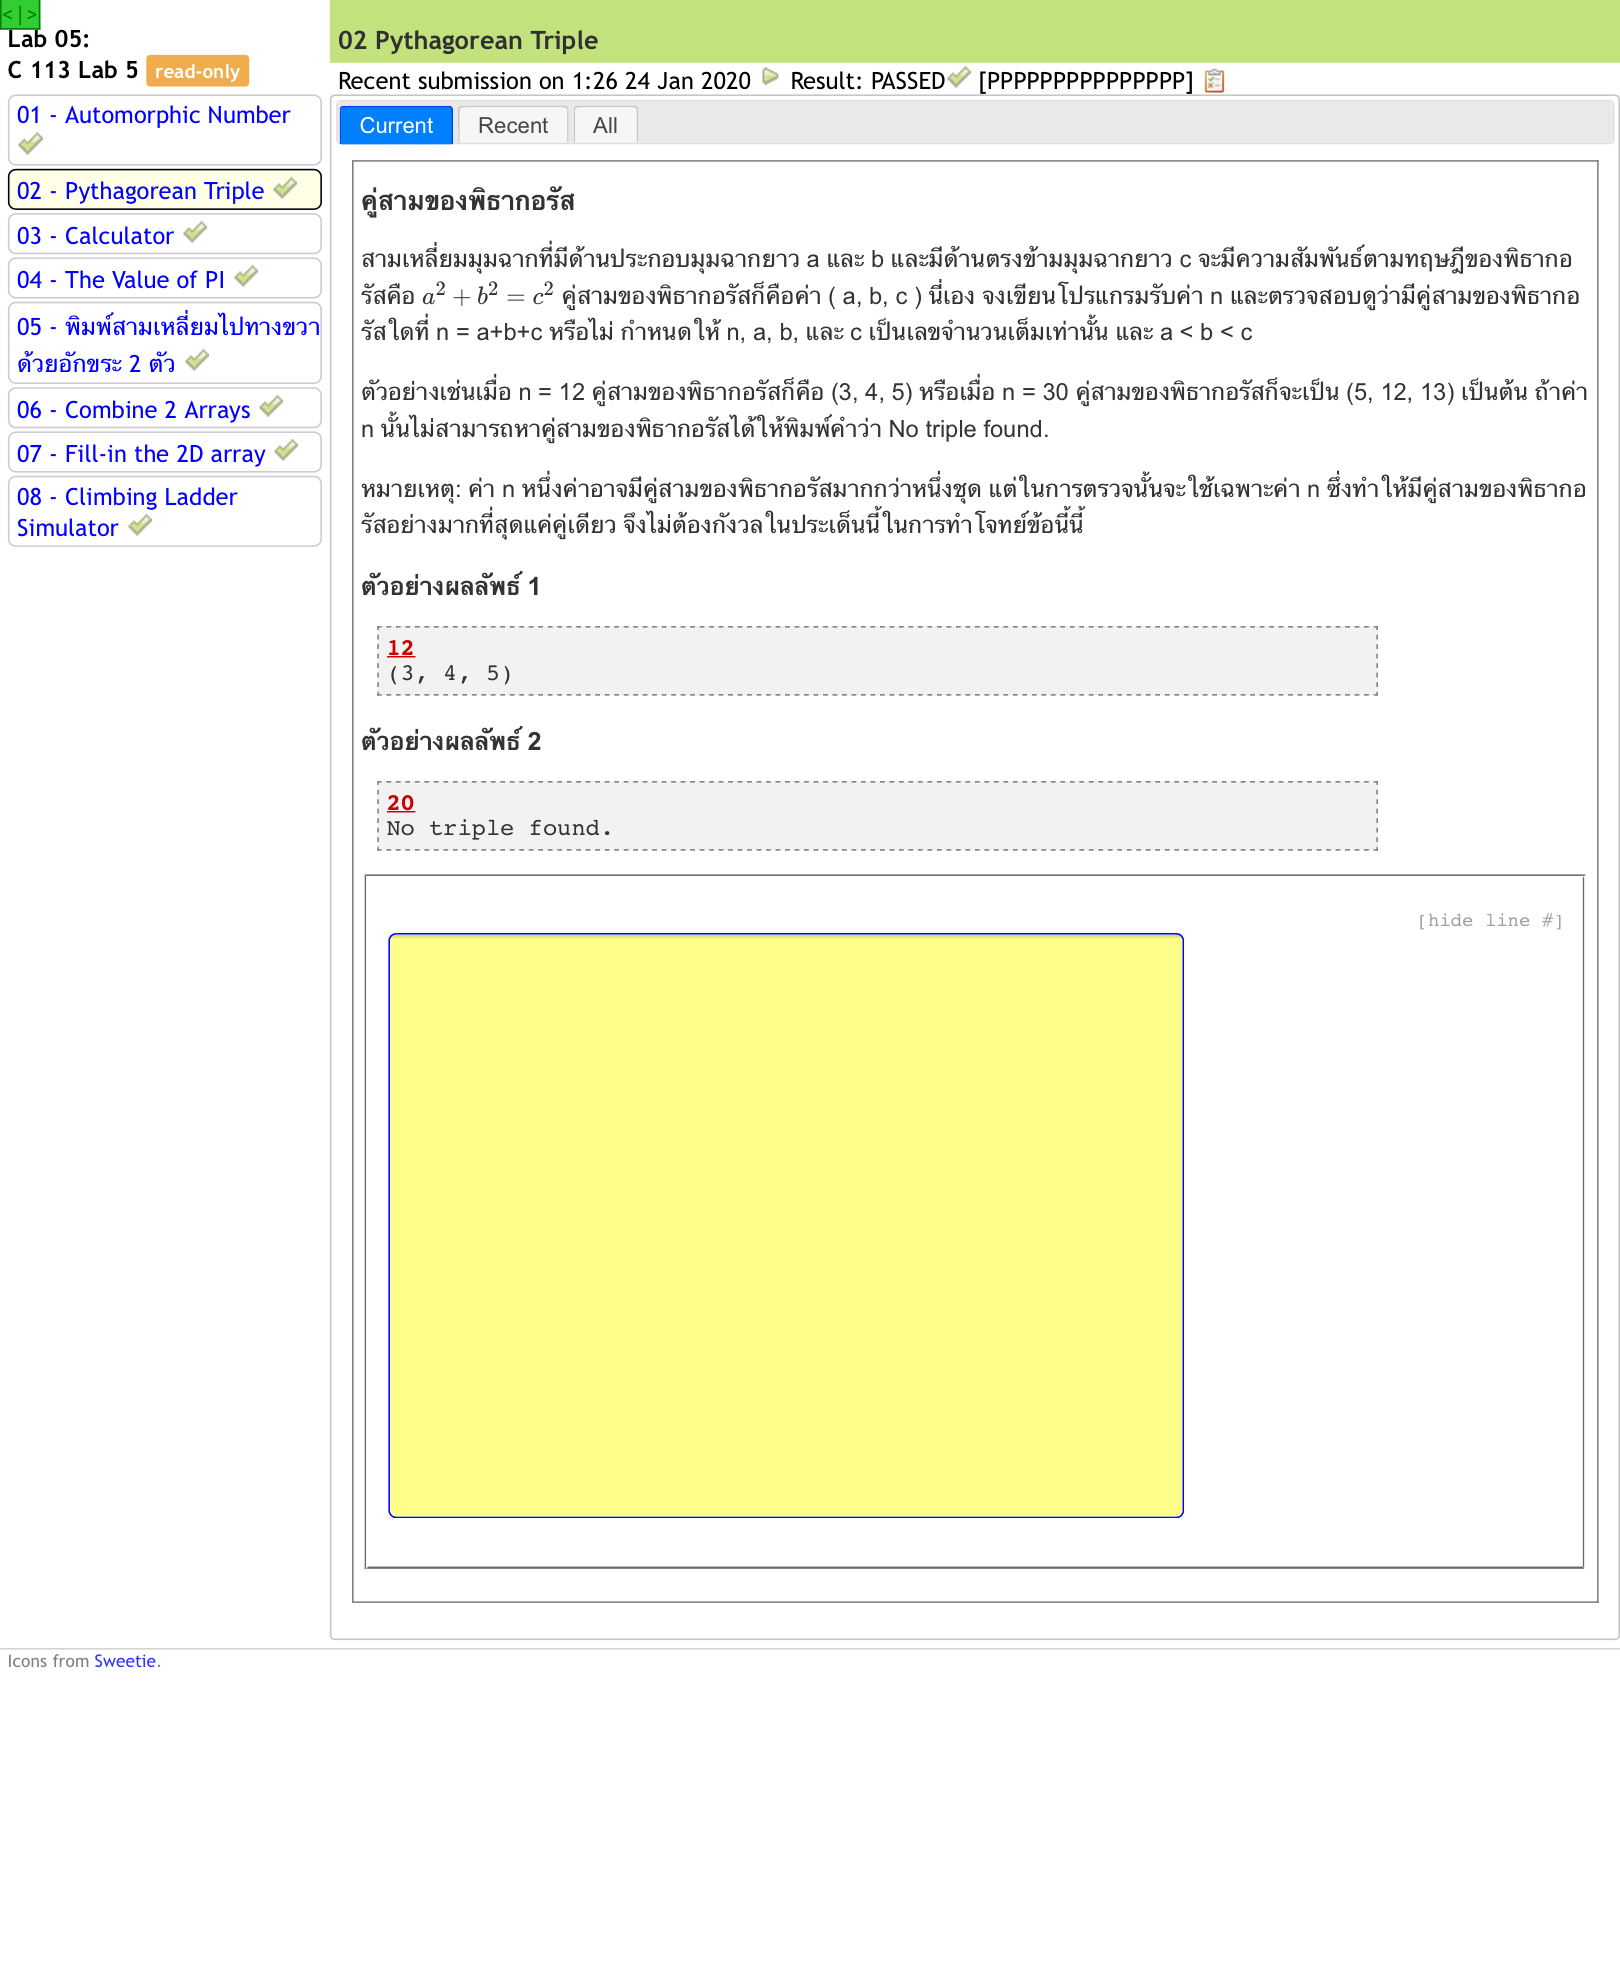 <|>
Lab 05:
C 113 Lab 5 read-only
01 - Automorphic Number
02 - Pythagorean Triple
03 - Calculator
04 - The Value of PI
05 - พิมพ์สามเหลี่ยมไปทางขวา
ด้วยอักขระ 2 ตัว
06 - Combine 2 Arrays
07 - Fill-in the 2D array
08 - Climbing Ladder
Simulator
02 Pythagorean Triple
Recent submission on 1:26 24 Jan 2020 Result: PASSED [PPPPPPPPPPPPPPP]
Current Recent All
คู่สามของพิธากอรัส
สามเหลี่ยมมุมฉากที่มีด้านประกอบมุมฉากยาว a และ b และมีด้านตรงข้ามมุมฉากยาว c จะมีความสัมพันธ์ตามทฤษฎีของพิธากอ
รัสคือ a² + b² = c² คู่สามของพิธากอรัสก็คือค่า ( a, b, c ) นี่เอง จงเขียนโปรแกรมรับค่า n และตรวจสอบดูว่ามีคู่สามของพิธากอ
รัสใดที่ n = a+b+c หรือไม่ กำหนดให้ n, a, b, และ c เป็นเลขจำนวนเต็มเท่านั้น และ a < b < c
ตัวอย่างเช่นเมื่อ n = 12 คู่สามของพิธากอรัสก็คือ (3, 4, 5) หรือเมื่อ n = 30 คู่สามของพิธากอรัสก็จะเป็น (5, 12, 13) เป็นต้น ถ้าค่า
n นั้นไม่สามารถหาคู่สามของพิธากอรัสได้ให้พิมพ์คำว่า No triple found.
หมายเหตุ: ค่า n หนึ่งค่าอาจมีคู่สามของพิธากอรัสมากกว่าหนึ่งชุด แต่ในการตรวจนั้นจะใช้เฉพาะค่า n ซึ่งทำให้มีคู่สามของพิธากอ
รัสอย่างมากที่สุดแค่คู่เดียว จึงไม่ต้องกังวลในประเด็นนี้ในการทำโจทย์ข้อนี้นี้
ตัวอย่างผลลัพธ์ 1
12
(3, 4, 5)
ตัวอย่างผลลัพธ์ 2
20
No triple found.
[hide line #]
Icons from Sweetie.